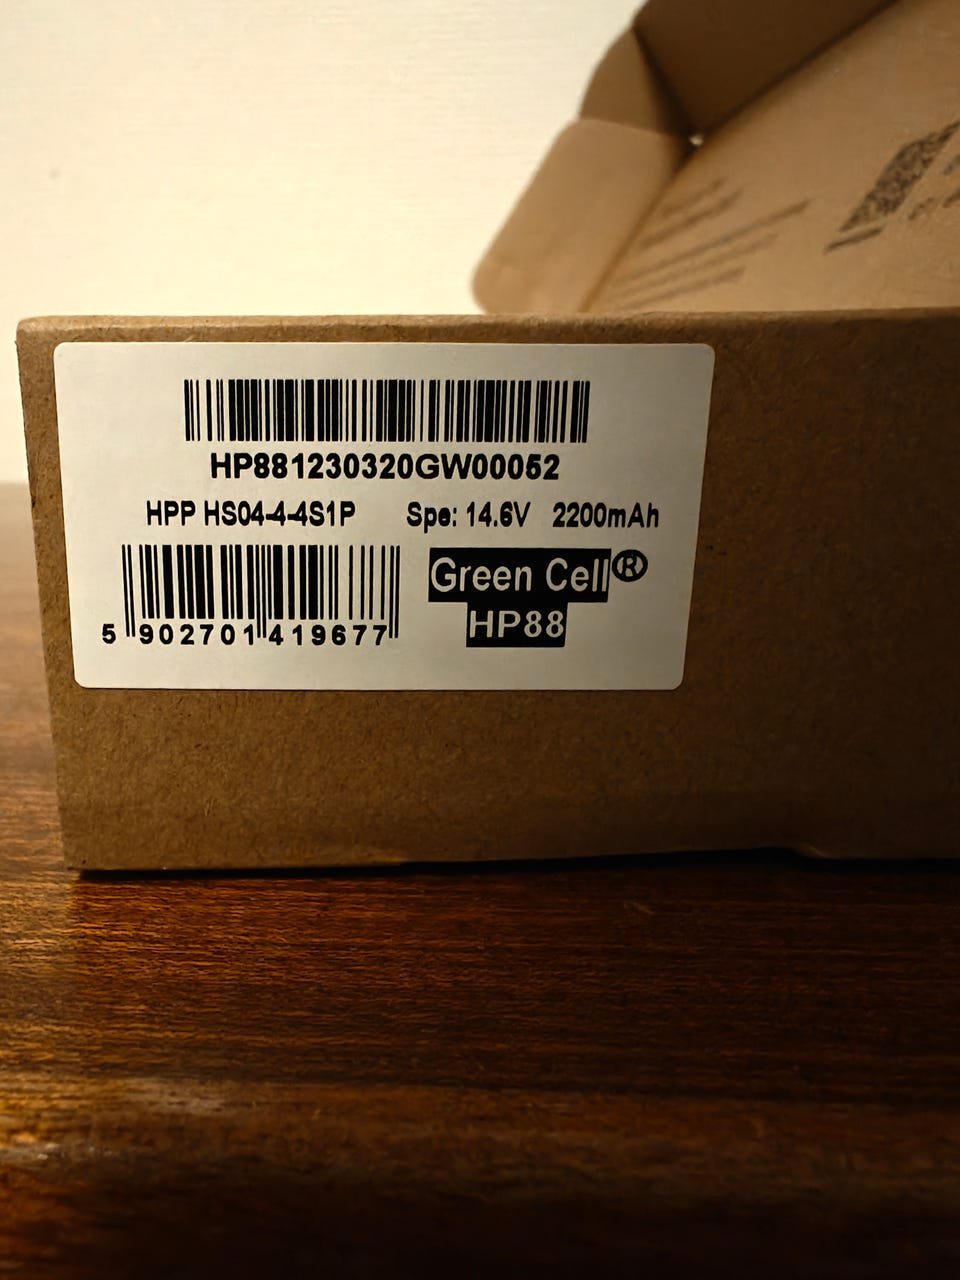 HP881230320GW00052
HPP HS04-4-4S1P Spe: 14.6V 2200mAh
5 902701 419677
Green Cell®
HP88